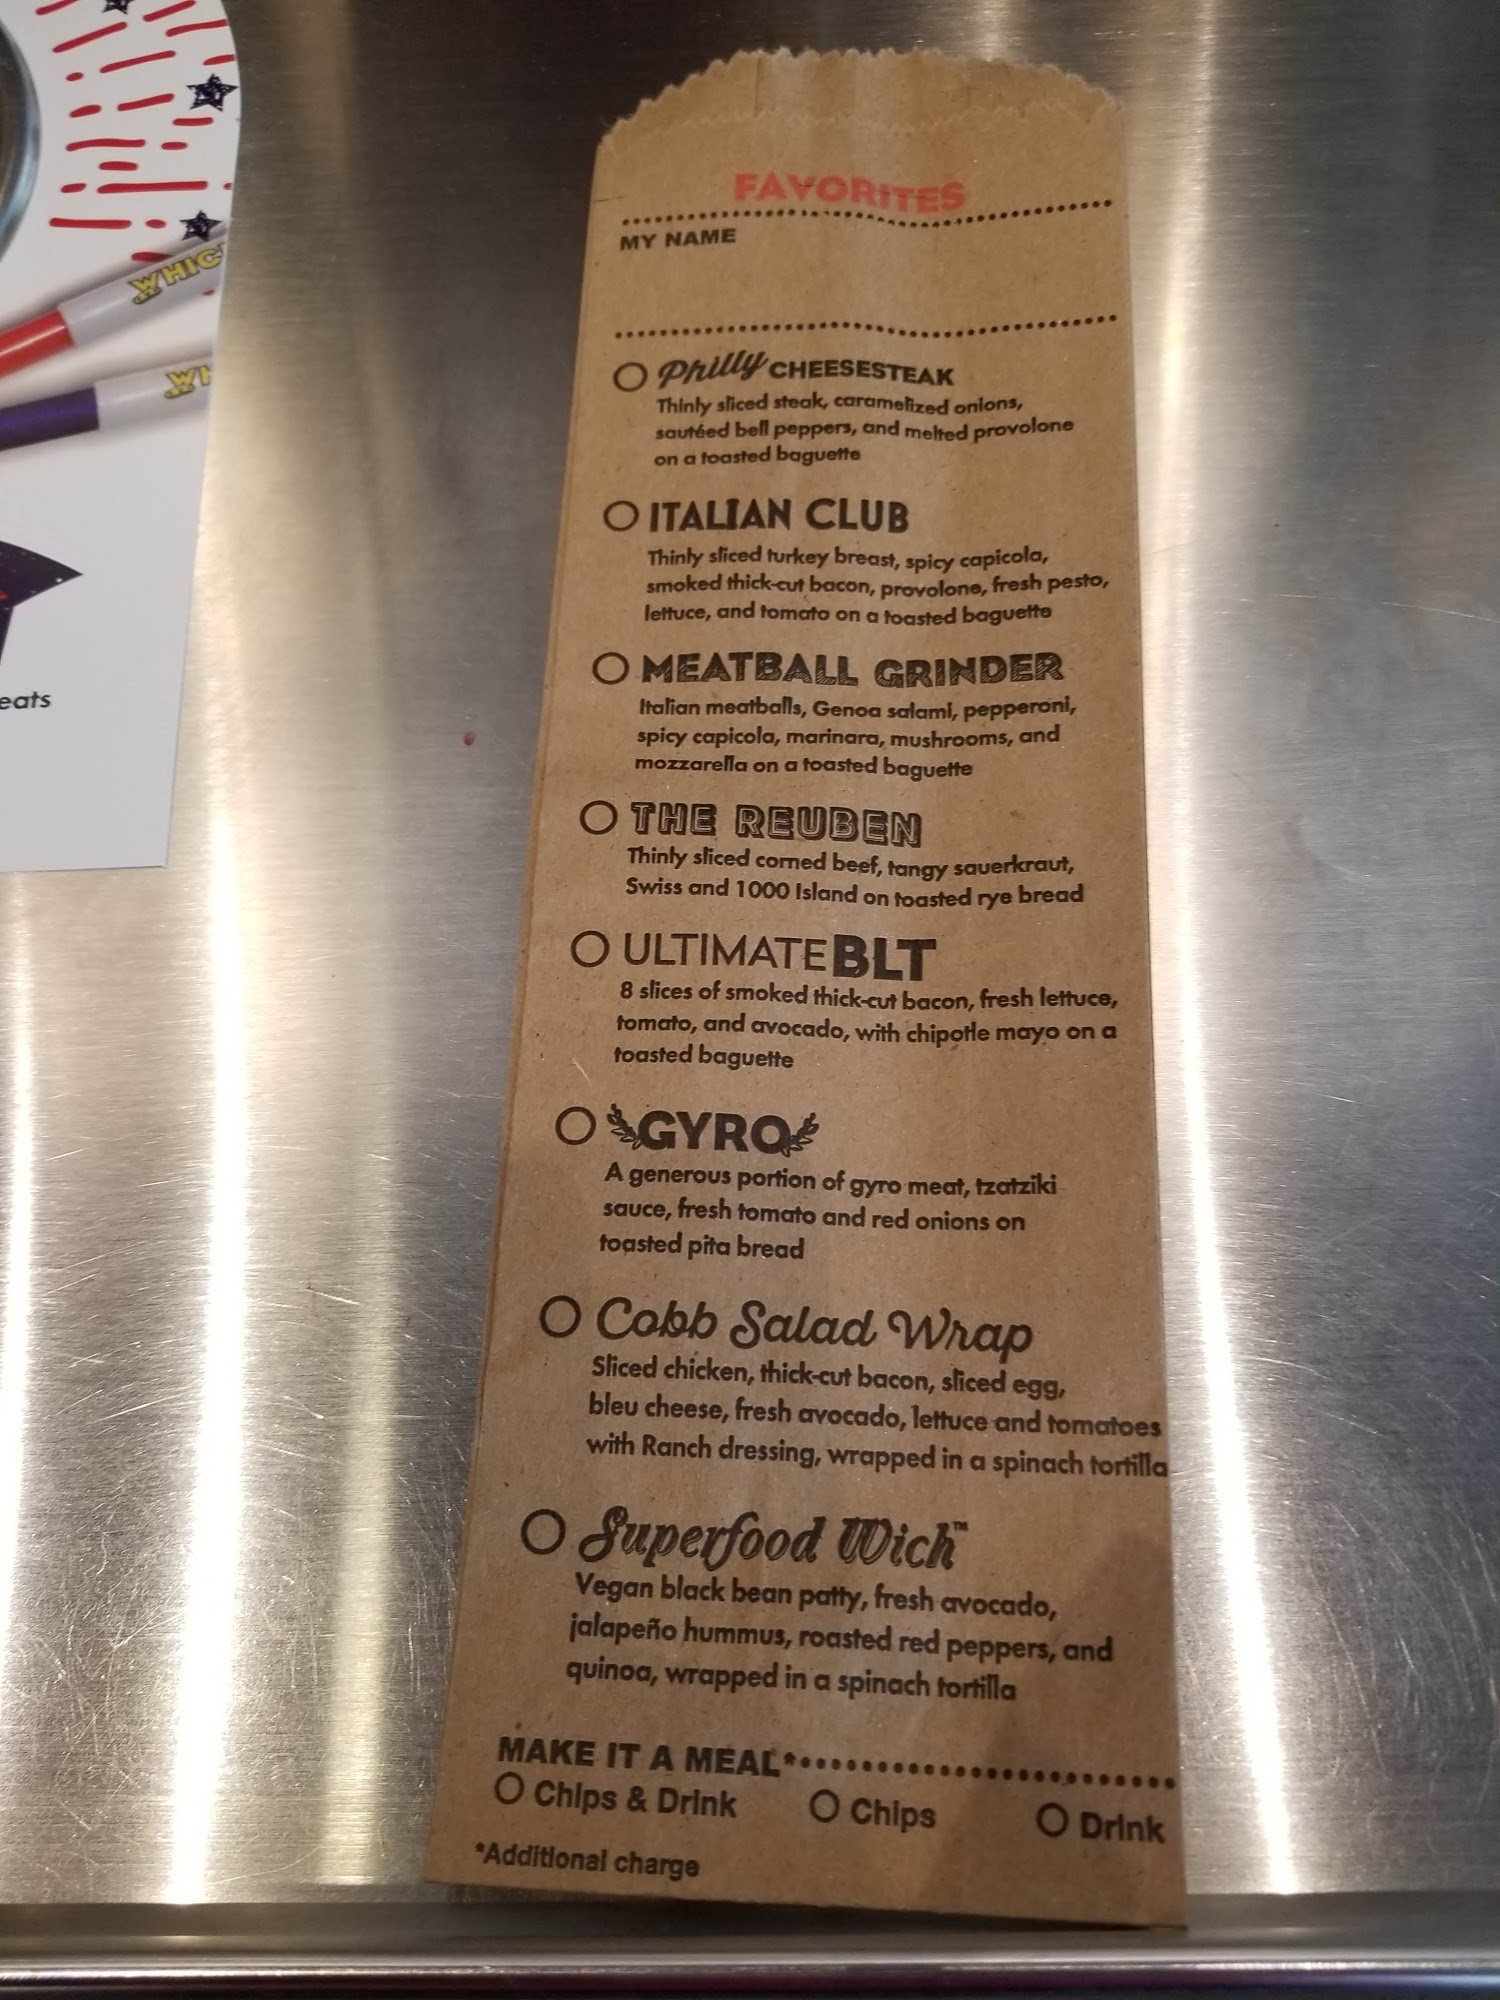 WHIC
WH
eats
FAVORITES
MY NAME
Philly CHEESESTEAK
Thinly sliced steak, caramelized onions,
sautéed bell peppers, and melted provolone
on a toasted baguette
ITALIAN CLUB
Thinly sliced turkey breast, spicy capicola,
smoked thick-cut bacon, provolone, fresh pesto,
lettuce, and tomato on a toasted baguette
MEATBALL GRINDER
Italian meatballs, Genoa salami, pepperoni,
spicy capicola, marinara, mushrooms, and
mozzarella on a toasted baguette
THE REUBEN
Thinly sliced corned beef, tangy sauerkraut,
Swiss and 1000 Island on toasted rye bread
ULTIMATE BLT
8 slices of smoked thick-cut bacon, fresh lettuce,
tomato, and avocado, with chipotle mayo on a
toasted baguette
GYRO
A generous portion of gyro meat, tzatziki
sauce, fresh tomato and red onions on
toasted pita bread
Cobb Salad Wrap
Sliced chicken, thick-cut bacon, sliced egg,
bleu cheese, fresh avocado, lettuce and tomatoes
with Ranch dressing, wrapped in a spinach tortilla
Superfood Wich™
Vegan black bean patty, fresh avocado,
jalapeño hummus, roasted red peppers, and
quinoa, wrapped in a spinach tortilla
MAKE IT A MEAL*
Chips & Drink Chips Drink
*Additional charge